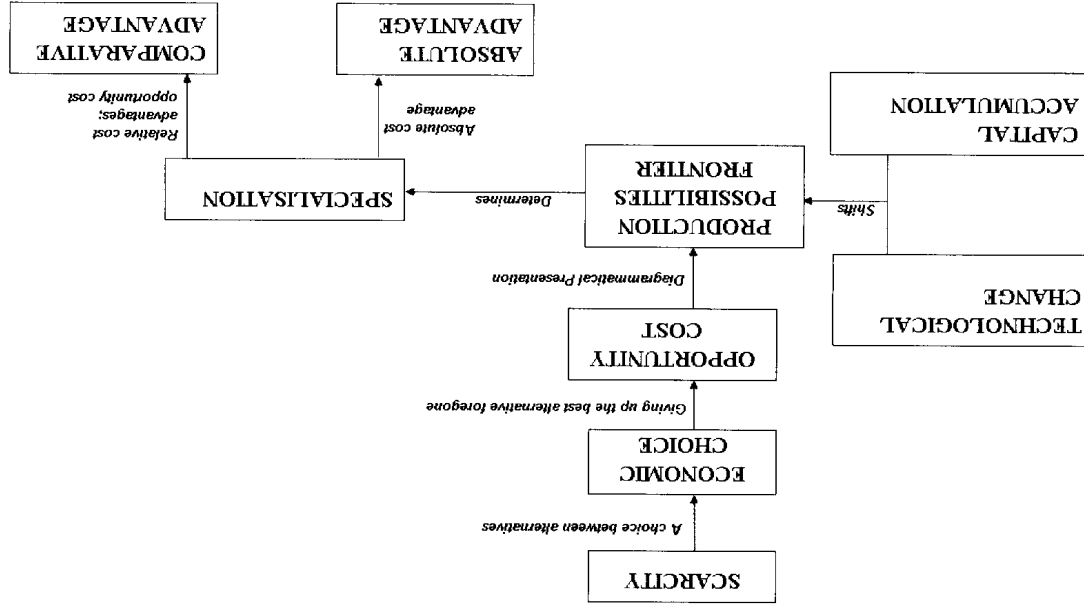 SCARCITY
A choice between alternatives
ECONOMIC
CHOICE
Giving up the best alternative foregone
OPPORTUNITY
COST
Diagrammatical Presentation
TECHNOLOGICAL
CHANGE
Shifts
CAPITAL
ACCUMULATION
PRODUCTION
POSSIBILITIES
FRONTIER
Determines
SPECIALISATION
Absolute cost
advantage
Relative cost
advantages;
opportunity cost
ABSOLUTE
ADVANTAGE
COMPARATIVE
ADVANTAGE